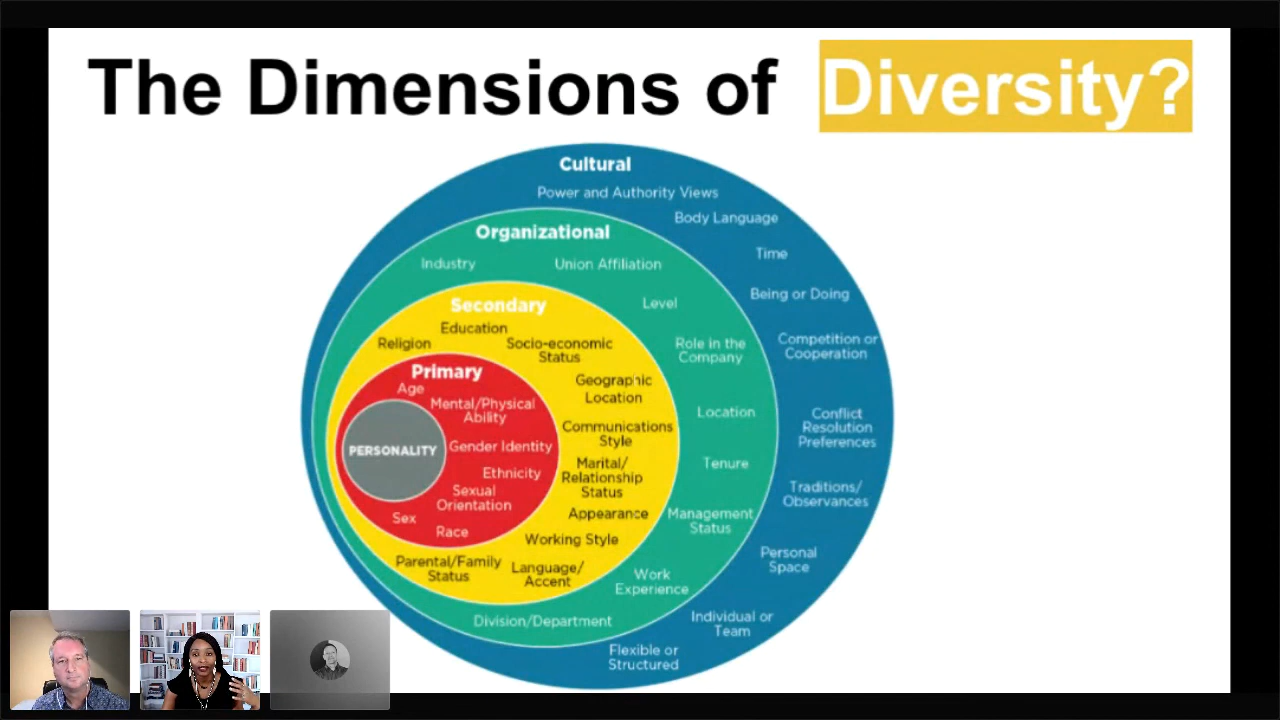 The Dimensions of Diversity?
Cultural
Power and Authority Views
Body Language
Time
Being or Doing
Competition or
Cooperation
Conflict
Resolution
Preferences
Traditions/
Observances
Personal
Space
Individual or
Team
Flexible or
Structured
Organizational
Industry
Union Affiliation
Level
Role in the
Company
Location
Tenure
Management
Status
Work
Experience
Division/Department
Secondary
Education
Religion
Socio-economic
Status
Geographic
Location
Communications
Style
Marital/
Relationship
Status
Appearance
Working Style
Language/
Accent
Parental/Family
Status
Primary
Age
Mental/Physical
Ability
Gender Identity
Ethnicity
Sexual
Orientation
Sex
Race
PERSONALITY